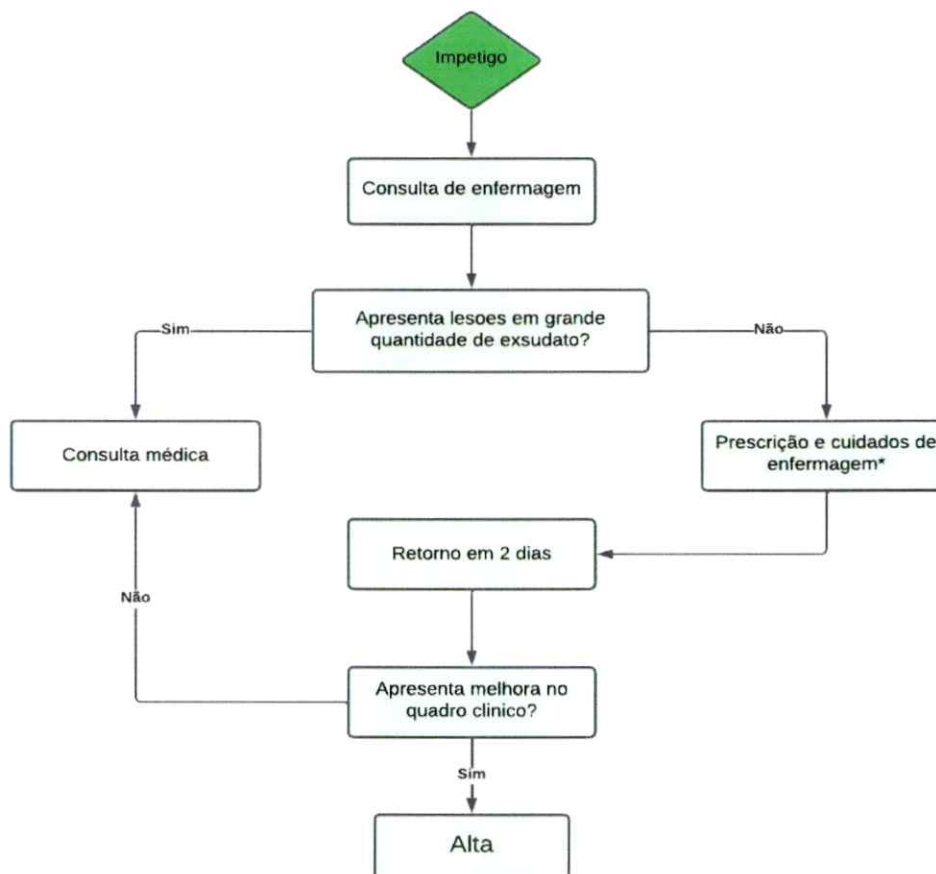 Impetigo
Consulta de enfermagem
Apresenta lesoes em grande
quantidade de exsudato?
Sim
Não
Consulta médica
Prescrição e cuidados de
enfermagem*
Retorno em 2 dias
Não
Apresenta melhora no
quadro clinico?
Sim
Alta